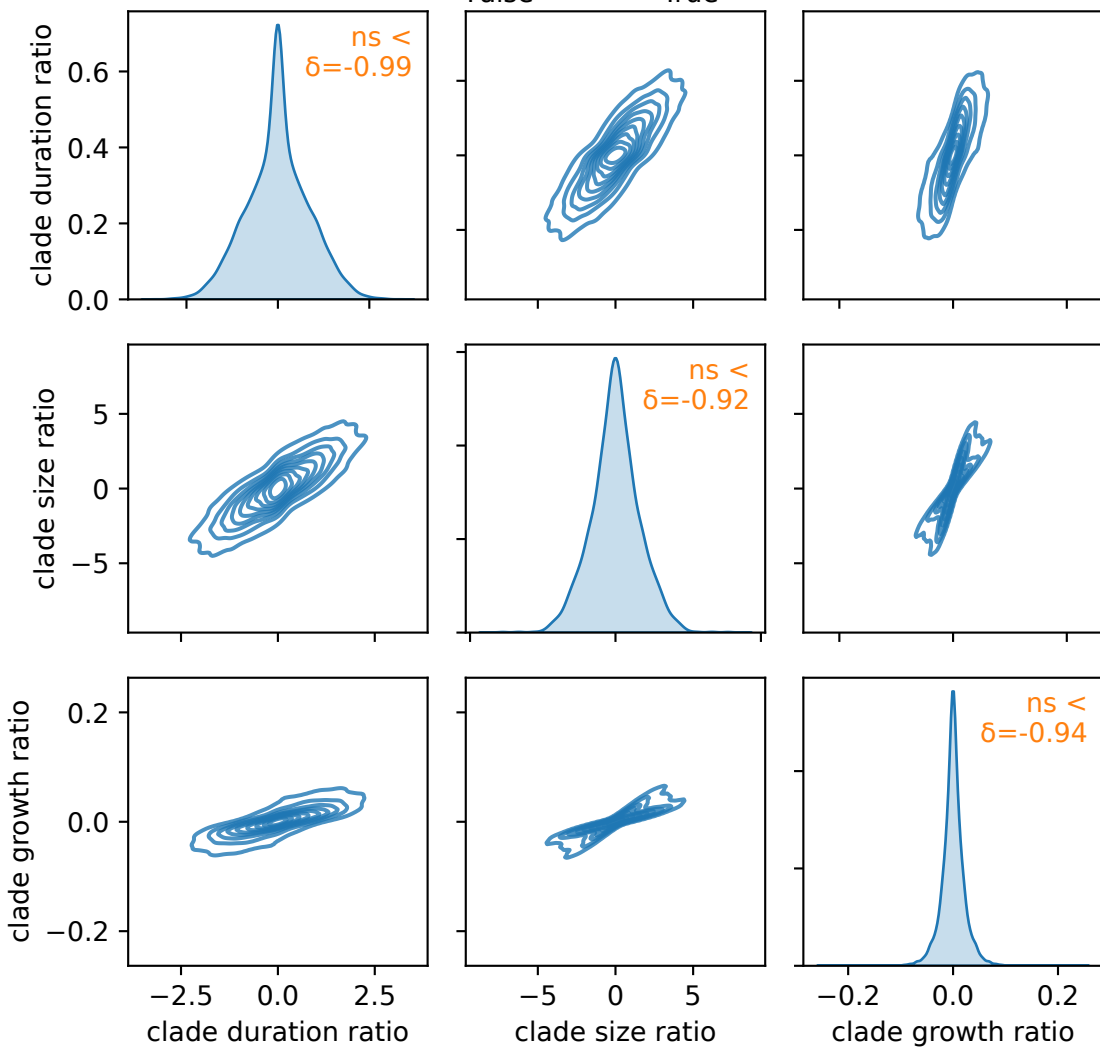 True
clade duration ratio
0.6
0.4
0.2
0.0
ns <
δ=-0.99
clade size ratio
5
0
−5
ns <
δ=-0.92
clade growth ratio
0.2
0.0
−0.2
ns <
δ=-0.94
−2.5 0.0 2.5
−5 0 5
−0.2 0.0 0.2
clade duration ratio
clade size ratio
clade growth ratio